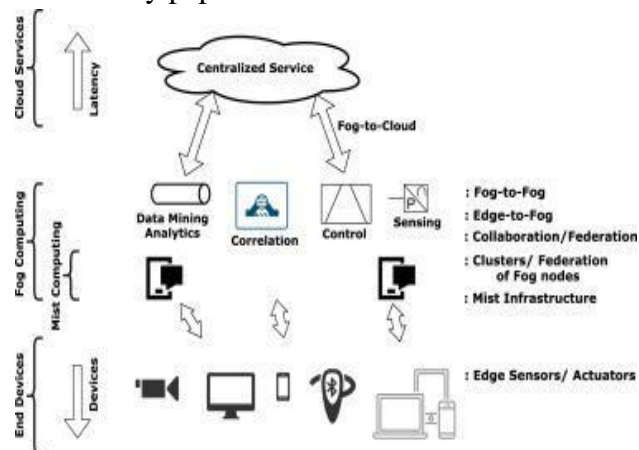 Cloud Services
Latency
Centralized Service
Fog-to-Cloud
Fog Computing
Mist Computing
Data Mining
Analytics
Correlation
Control
P
Sensing
: Fog-to-Fog
: Edge-to-Fog
: Collaboration/Federation
: Clusters/ Federation
of Fog nodes
: Mist Infrastructure
End Devices
Devices
: Edge Sensors/ Actuators